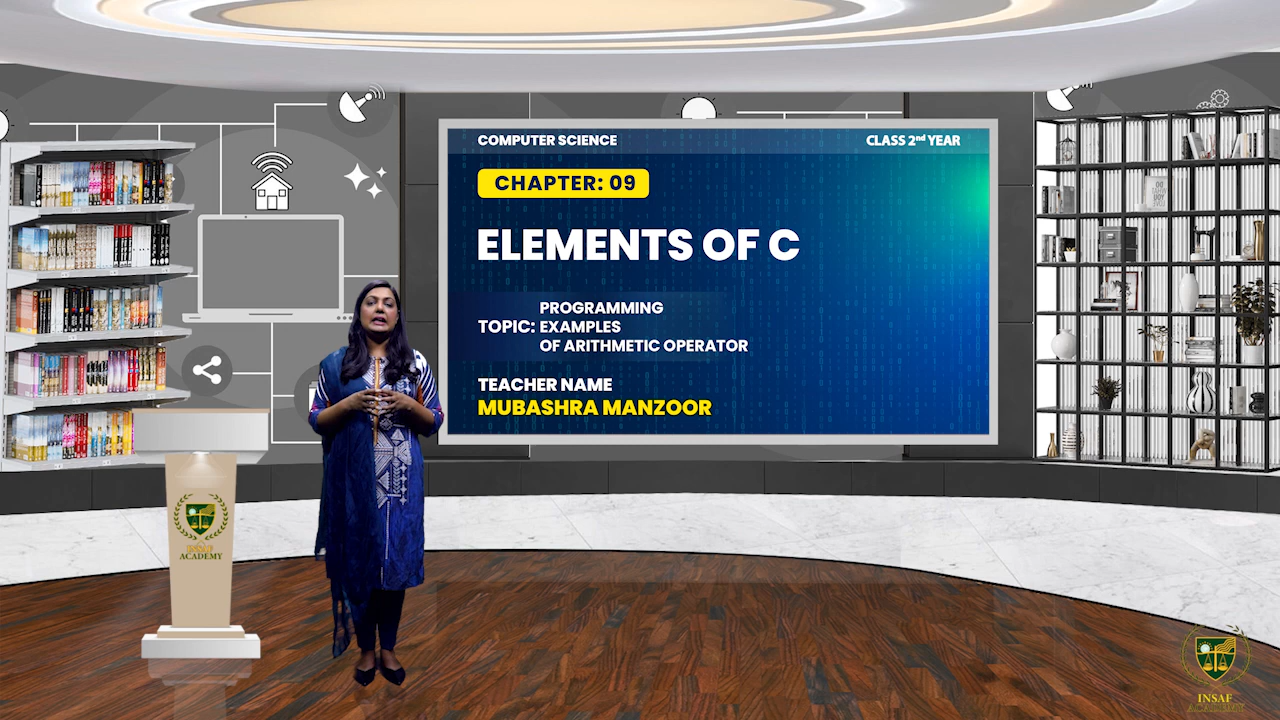 COMPUTER SCIENCE
CLASS 2nd YEAR
CHAPTER: 09
ELEMENTS OF C
PROGRAMMING
TOPIC: EXAMPLES
OF ARITHMETIC OPERATOR
TEACHER NAME
MUBASHRA MANZOOR
INSAF
ACADEMY
INSAF
ACADEMY